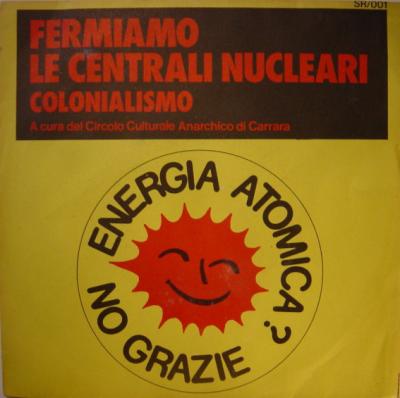 SR/001
FERMIAMO
LE CENTRALI NUCLEARI
COLONIALISMO
A cura del Circolo Culturale Anarchico di Carrara
ENERGIA ATOMICA?
NO GRAZIE